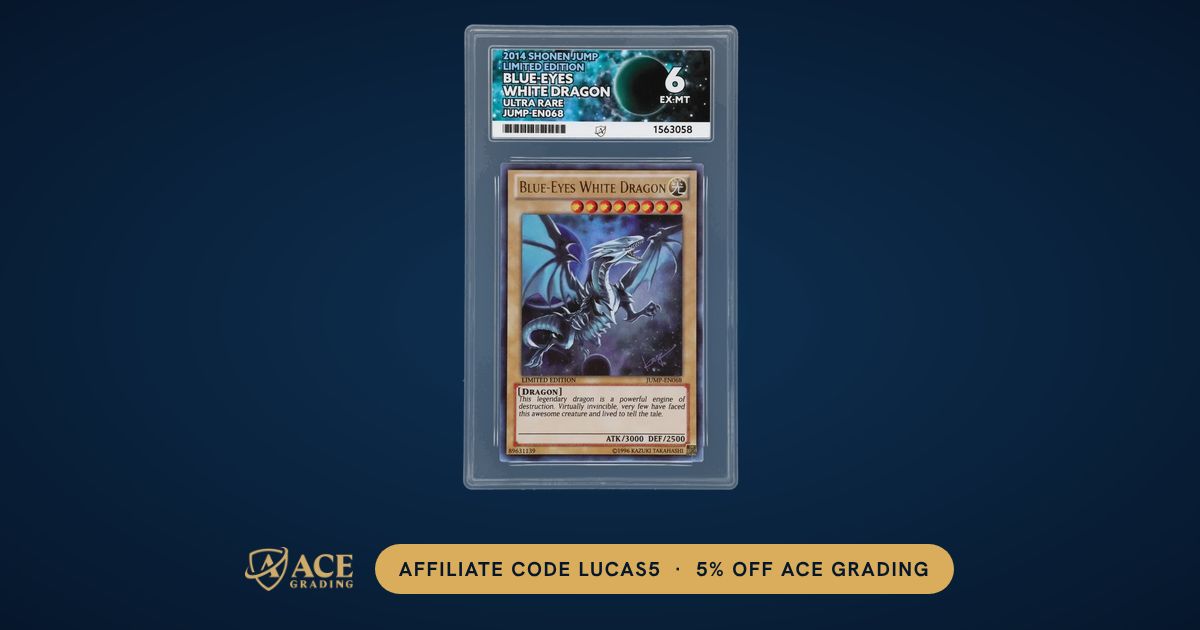 2014 SHONEN JUMP
LIMITED EDITION
BLUE-EYES
WHITE DRAGON
ULTRA RARE
JUMP-EN068
6
EX-MT
1563058
BLUE-EYES WHITE DRAGON
光
LIMITED EDITION
JUMP-EN068
[DRAGON]
This legendary dragon is a powerful engine of
destruction. Virtually invincible, very few have faced
this awesome creature and lived to tell the tale.
ATK/3000 DEF/2500
89631139
©1996 KAZUKI TAKAHASHI
ACE
GRADING
AFFILIATE CODE LUCAS5 · 5% OFF ACE GRADING